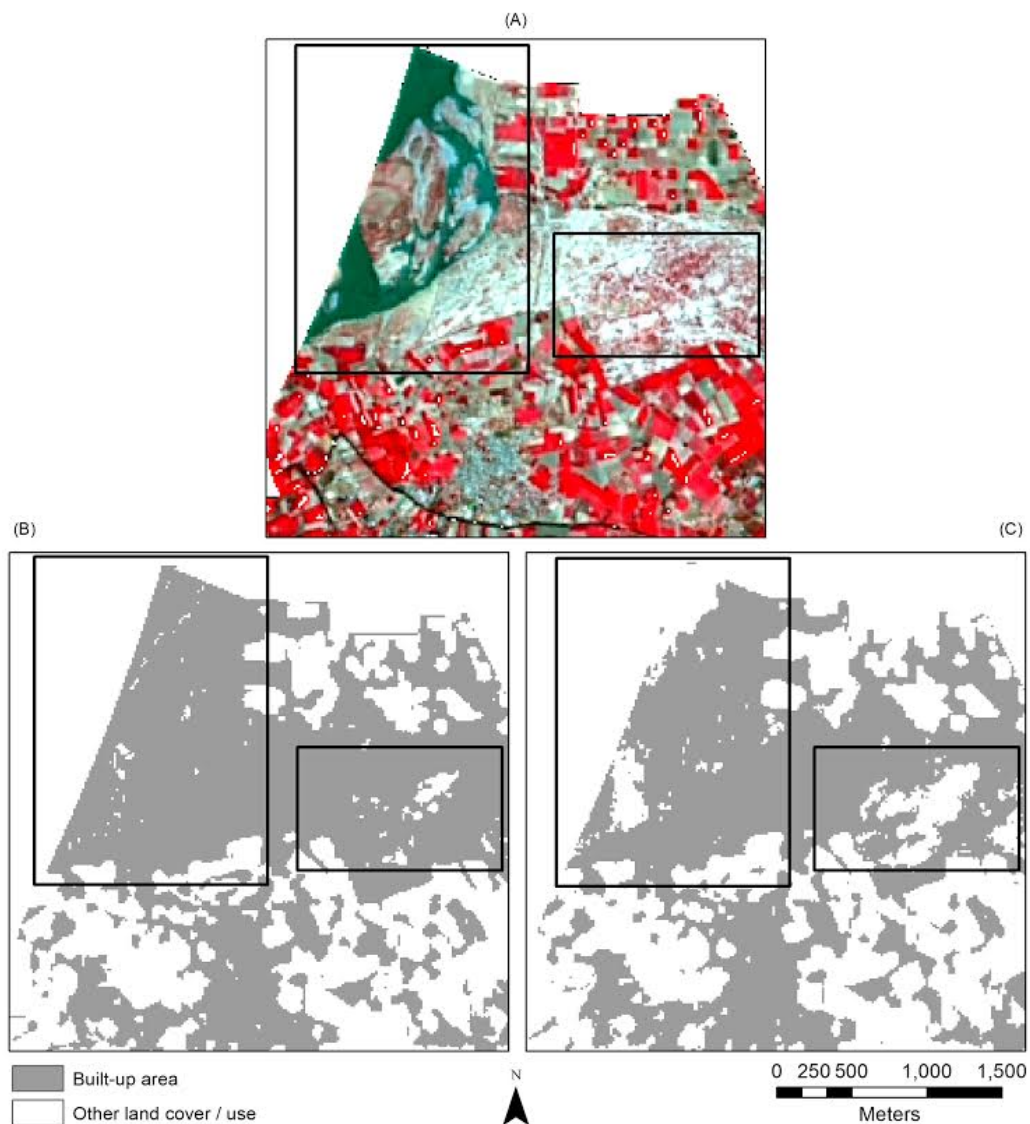 (A)
(B)
(C)
Built-up area
Other land cover / use
N
0 250 500 1,000 1,500
Meters